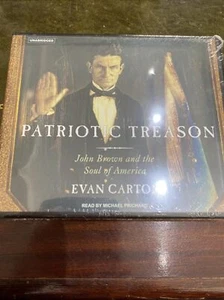 UNABRIDGED
PATRIOTIC TREASON
John Brown and the
Soul of America
EVAN CARTON
READ BY MICHAEL PRICHARD